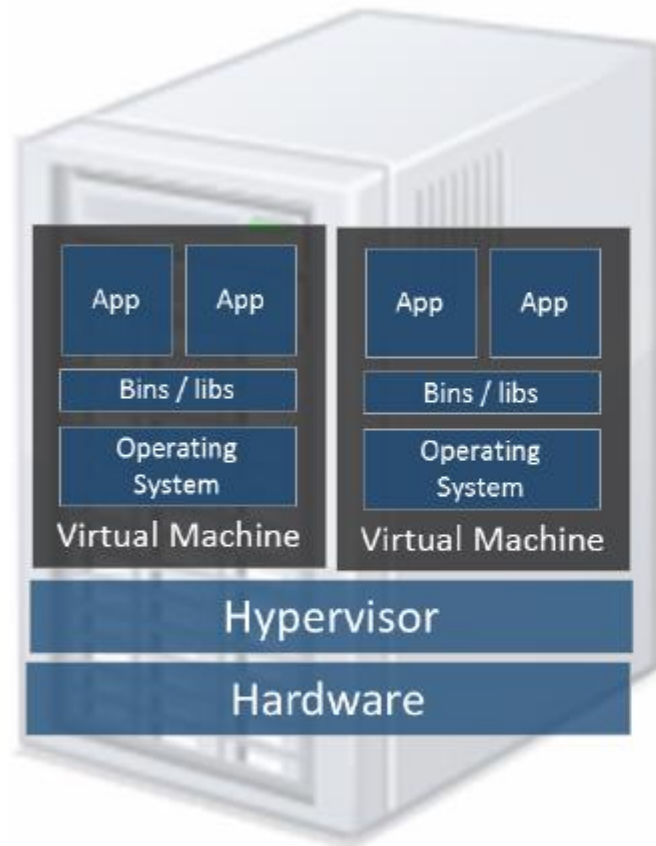 App App
Bins / libs
Operating
System
Virtual Machine
App App
Bins / libs
Operating
System
Virtual Machine
Hypervisor
Hardware